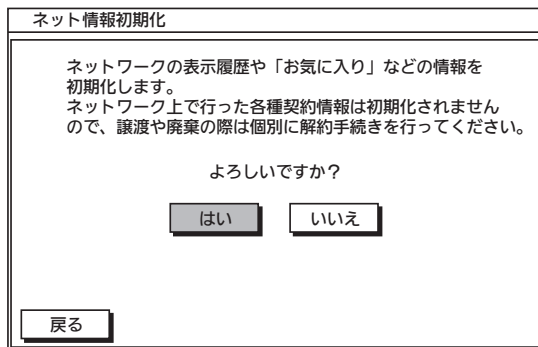 ネット情報初期化
ネットワークの表示履歴や「お気に入り」などの情報を
初期化します。
ネットワーク上で行った各種契約情報は初期化されません
ので、譲渡や廃棄の際は個別に解約手続きを行ってください。
よろしいですか？
はい いいえ
戻る